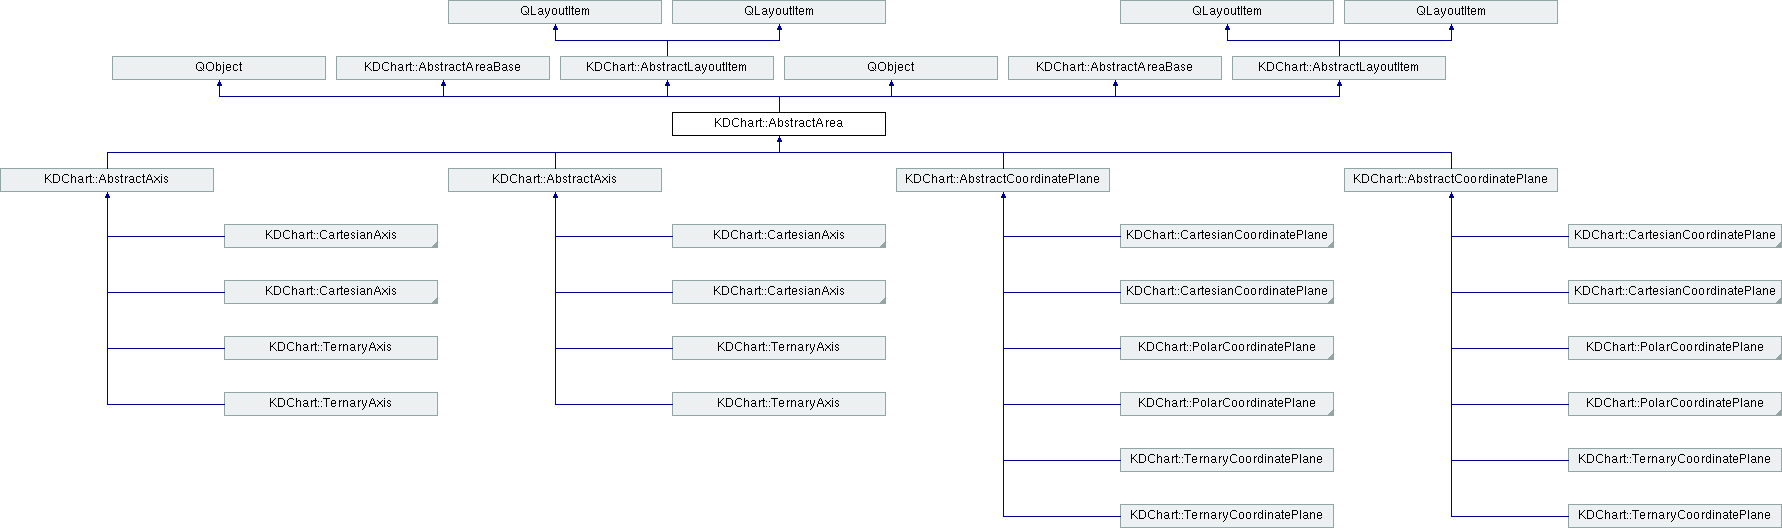 QLayoutItem
QLayoutItem
QLayoutItem
QLayoutItem
QObject
KDChart::AbstractAreaBase
KDChart::AbstractLayoutItem
QObject
KDChart::AbstractAreaBase
KDChart::AbstractLayoutItem
KDChart::AbstractArea
KDChart::AbstractAxis
KDChart::AbstractAxis
KDChart::AbstractCoordinatePlane
KDChart::AbstractCoordinatePlane
KDChart::CartesianAxis
KDChart::CartesianAxis
KDChart::CartesianCoordinatePlane
KDChart::CartesianCoordinatePlane
KDChart::CartesianAxis
KDChart::CartesianAxis
KDChart::CartesianCoordinatePlane
KDChart::CartesianCoordinatePlane
KDChart::TernaryAxis
KDChart::TernaryAxis
KDChart::PolarCoordinatePlane
KDChart::PolarCoordinatePlane
KDChart::TernaryAxis
KDChart::TernaryAxis
KDChart::PolarCoordinatePlane
KDChart::PolarCoordinatePlane
KDChart::TernaryCoordinatePlane
KDChart::TernaryCoordinatePlane
KDChart::TernaryCoordinatePlane
KDChart::TernaryCoordinatePlane